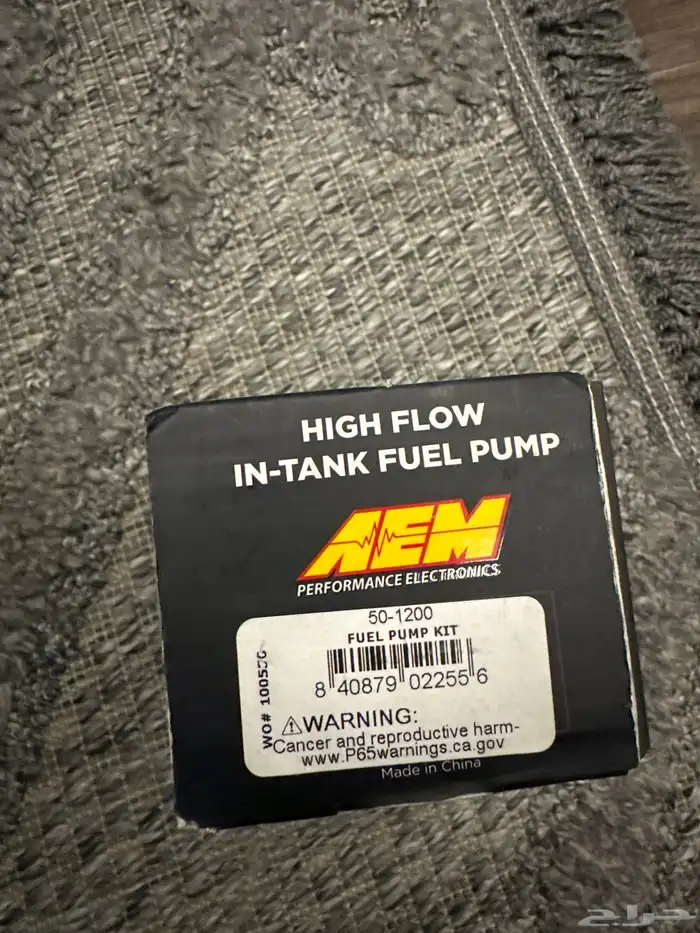 HIGH FLOW
IN-TANK FUEL PUMP
AEM
PERFORMANCE ELECTRONICS
50-1200
FUEL PUMP KIT
8 40879 02255 6
⚠WARNING:
Cancer and reproductive harm-
www.P65warnings.ca.gov
Made in China
حراج